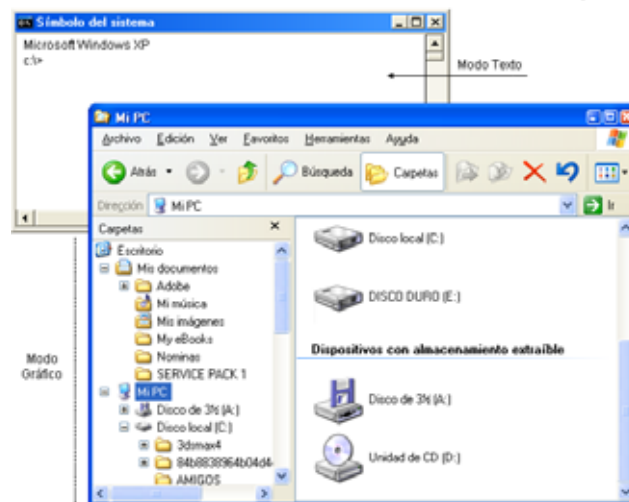 Símbolo del sistema
Microsoft Windows XP
c:\>
Modo Texto
Mi PC
Archivo Edición Ver Favoritos Herramientas Ayuda
Atrás Búsqueda Carpetas
Dirección Mi PC Ir
Carpetas
Escritorio
Mis documentos
Adobe
Mi música
Mis imágenes
My eBooks
Nominas
SERVICE PACK 1
Mi PC
Disco de 3½ (A:)
Disco local (C:)
3dsmax4
84b8838964b04d4
AMIGOS
Disco local (C:)
DISCO DURO (E:)
Dispositivos con almacenamiento extraíble
Disco de 3½ (A:)
Unidad de CD (D:)
Modo
Gráfico